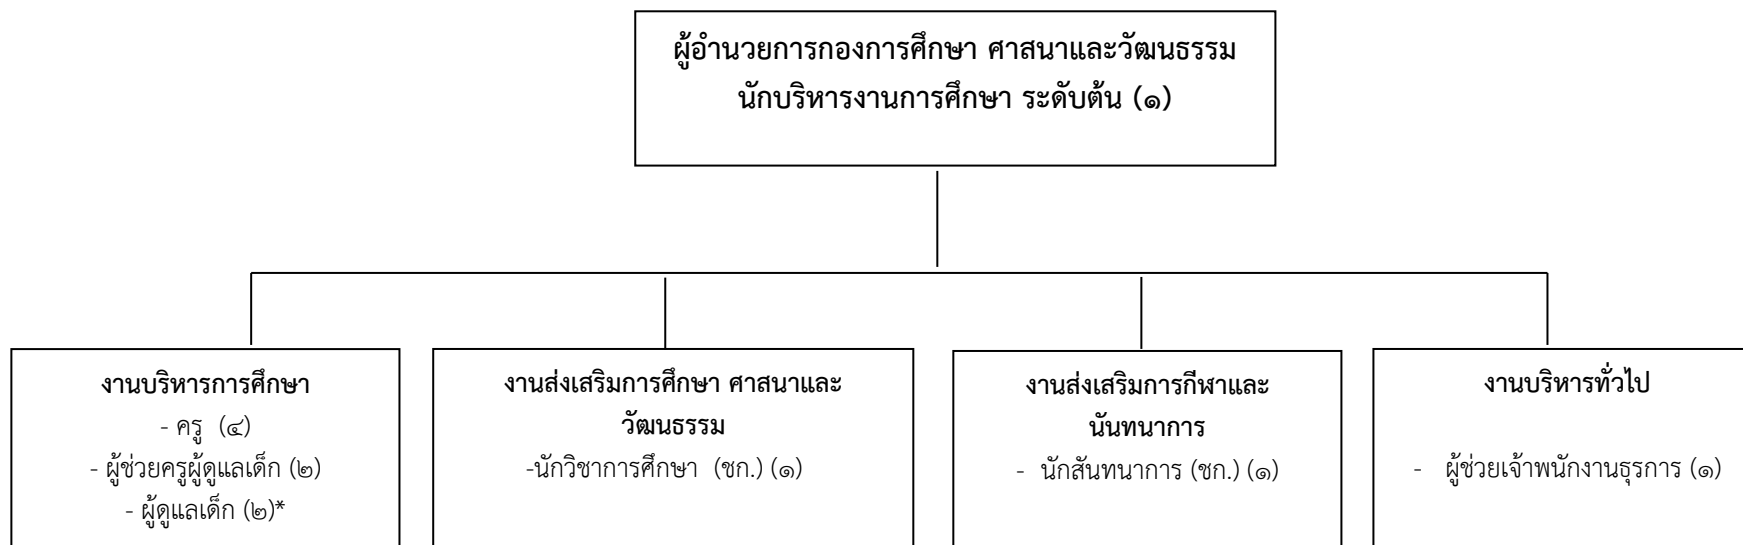 ผู้อำนวยการกองการศึกษา ศาสนาและวัฒนธรรม
นักบริหารงานการศึกษา ระดับต้น (๑)
งานบริหารการศึกษา
- ครู (๔)
- ผู้ช่วยครูผู้ดูแลเด็ก (๒)
- ผู้ดูแลเด็ก (๒)*
งานส่งเสริมการศึกษา ศาสนาและ
วัฒนธรรม
-นักวิชาการศึกษา (ชก.) (๑)
งานส่งเสริมการกีฬาและ
นันทนาการ
- นักสันทนาการ (ชก.) (๑)
งานบริหารทั่วไป
- ผู้ช่วยเจ้าพนักงานธุรการ (๑)